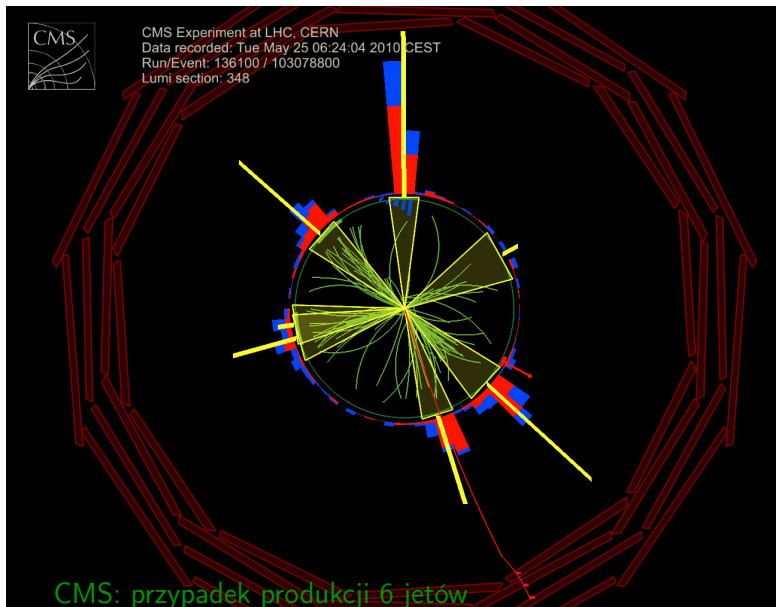 CMS
CMS Experiment at LHC, CERN
Data recorded: Tue May 25 06:24:04 2010 CEST
Run/Event: 136100 / 103078800
Lumi section: 348
CMS: przypadek produkcji 6 jetów